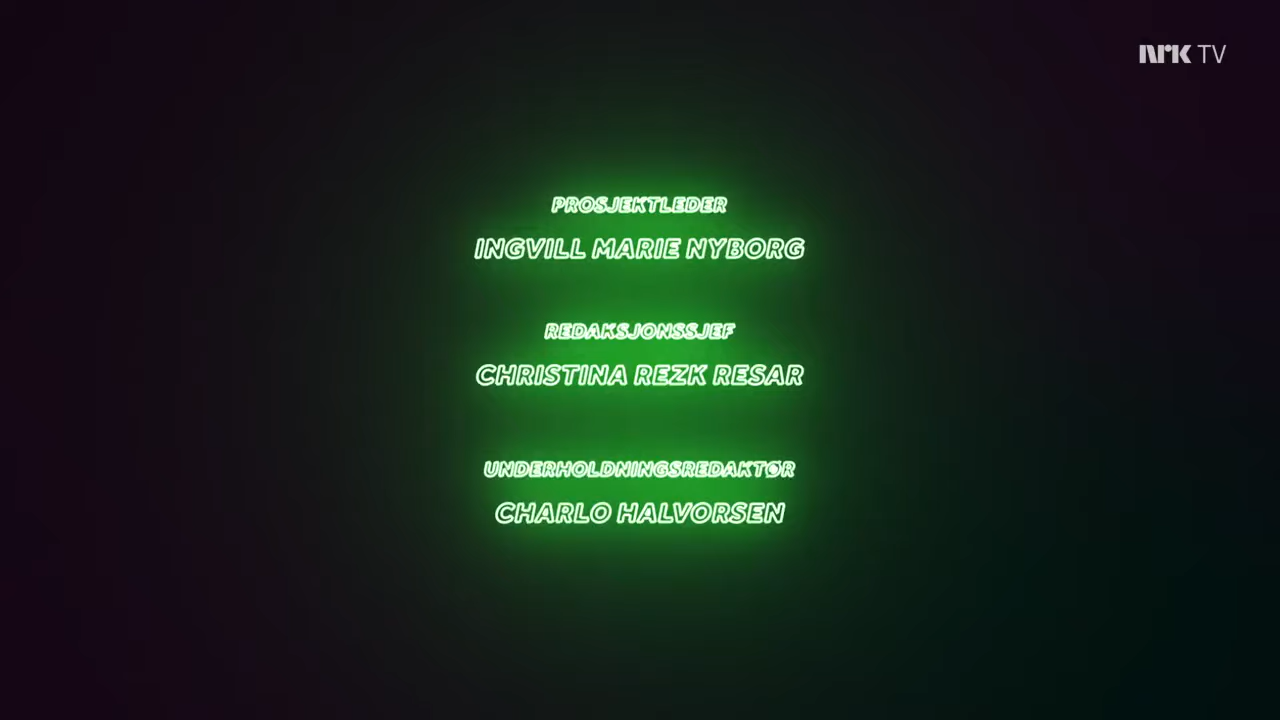 NRK TV
PROSJEKTLEDER
INGVILL MARIE NYBORG
REDAKSJONSSJEF
CHRISTINA REZK RESAR
UNDERHOLDNINGSREDAKTØR
CHARLO HALVORSEN